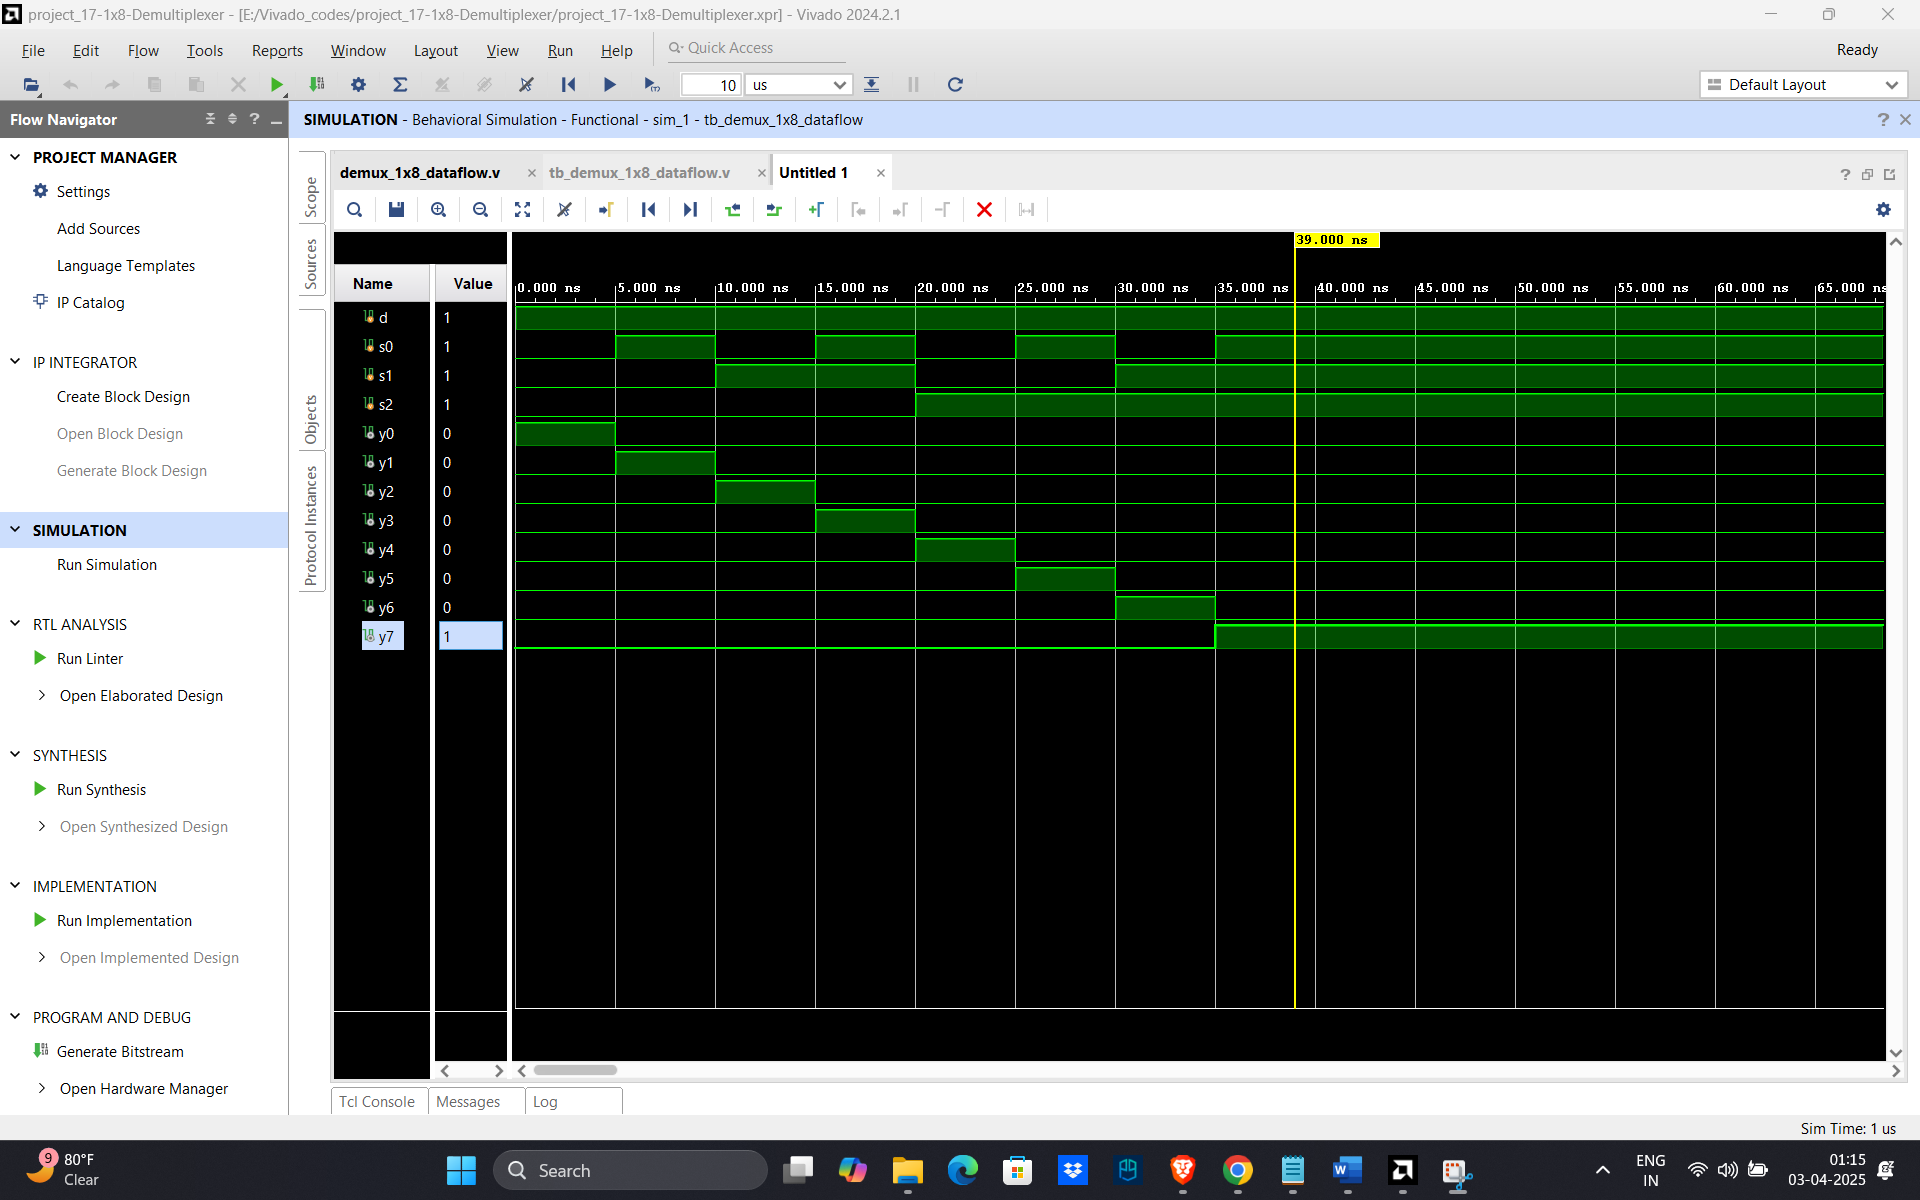 project_17-1x8-Demultiplexer - [E:/Vivado_codes/project_17-1x8-Demultiplexer/project_17-1x8-Demultiplexer.xpr] - Vivado 2024.2.1
File Edit Flow Tools Reports Window Layout View Run Help Quick Access Ready
10 us Default Layout
Flow Navigator
SIMULATION - Behavioral Simulation - Functional - sim_1 - tb_demux_1x8_dataflow
PROJECT MANAGER
Settings
Add Sources
Language Templates
IP Catalog
IP INTEGRATOR
Create Block Design
Open Block Design
Generate Block Design
SIMULATION
Run Simulation
RTL ANALYSIS
Run Linter
Open Elaborated Design
SYNTHESIS
Run Synthesis
Open Synthesized Design
IMPLEMENTATION
Run Implementation
Open Implemented Design
PROGRAM AND DEBUG
Generate Bitstream
Open Hardware Manager
Scope
Sources
Objects
Protocol Instances
demux_1x8_dataflow.v tb_demux_1x8_dataflow.v Untitled 1
39.000 ns
Name Value
0.000 ns 5.000 ns 10.000 ns 15.000 ns 20.000 ns 25.000 ns 30.000 ns 35.000 ns 40.000 ns 45.000 ns 50.000 ns 55.000 ns 60.000 ns 65.000 ns
d 1
s0 1
s1 1
s2 1
y0 0
y1 0
y2 0
y3 0
y4 0
y5 0
y6 0
y7 1
Tcl Console Messages Log
Sim Time: 1 us
9
80°F
Clear
Search
ENG
IN
01:15
03-04-2025